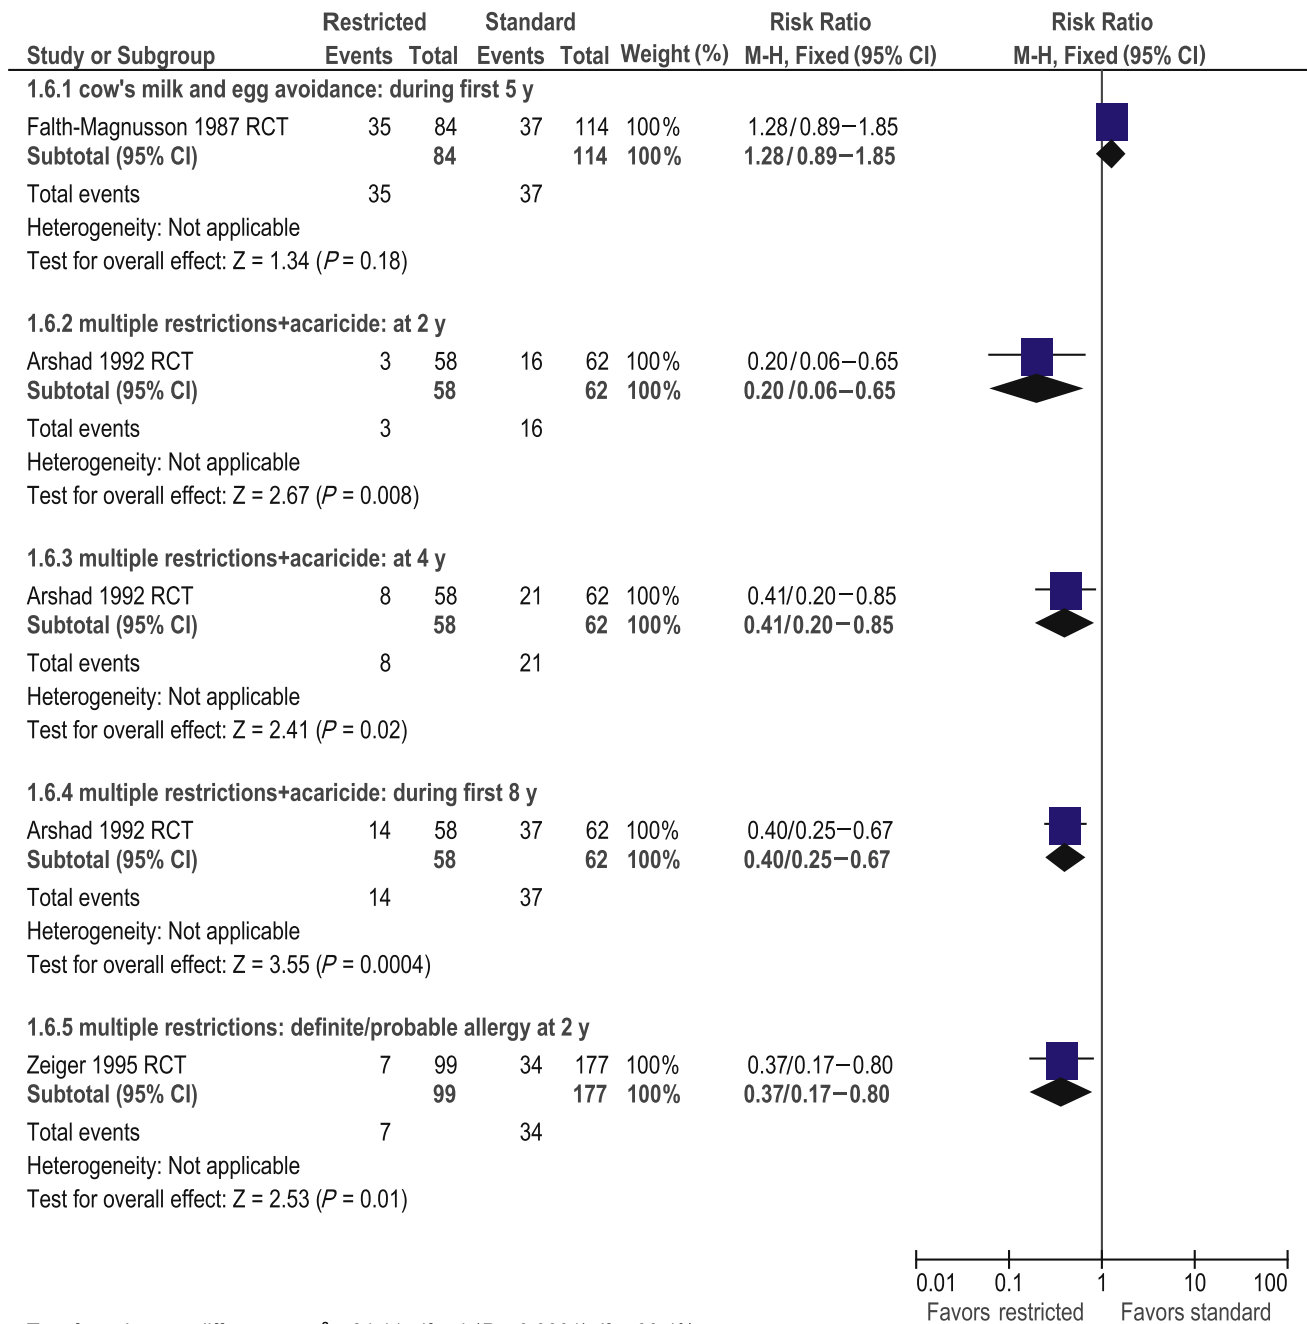 Restricted Standard Risk Ratio Risk Ratio
Study or Subgroup Events Total Events Total Weight (%) M-H, Fixed (95% CI) M-H, Fixed (95% CI)
1.6.1 cow's milk and egg avoidance: during first 5 y
Falth-Magnusson 1987 RCT 35 84 37 114 100% 1.28/0.89–1.85
Subtotal (95% CI) 84 114 100% 1.28/0.89–1.85
Total events 35 37
Heterogeneity: Not applicable
Test for overall effect: Z = 1.34 (P = 0.18)
1.6.2 multiple restrictions+acaricide: at 2 y
Arshad 1992 RCT 3 58 16 62 100% 0.20/0.06–0.65
Subtotal (95% CI) 58 62 100% 0.20/0.06–0.65
Total events 3 16
Heterogeneity: Not applicable
Test for overall effect: Z = 2.67 (P = 0.008)
1.6.3 multiple restrictions+acaricide: at 4 y
Arshad 1992 RCT 8 58 21 62 100% 0.41/0.20–0.85
Subtotal (95% CI) 58 62 100% 0.41/0.20–0.85
Total events 8 21
Heterogeneity: Not applicable
Test for overall effect: Z = 2.41 (P = 0.02)
1.6.4 multiple restrictions+acaricide: during first 8 y
Arshad 1992 RCT 14 58 37 62 100% 0.40/0.25–0.67
Subtotal (95% CI) 58 62 100% 0.40/0.25–0.67
Total events 14 37
Heterogeneity: Not applicable
Test for overall effect: Z = 3.55 (P = 0.0004)
1.6.5 multiple restrictions: definite/probable allergy at 2 y
Zeiger 1995 RCT 7 99 34 177 100% 0.37/0.17–0.80
Subtotal (95% CI) 99 177 100% 0.37/0.17–0.80
Total events 7 34
Heterogeneity: Not applicable
Test for overall effect: Z = 2.53 (P = 0.01)
0.01 0.1 1 10 100
Favors restricted Favors standard